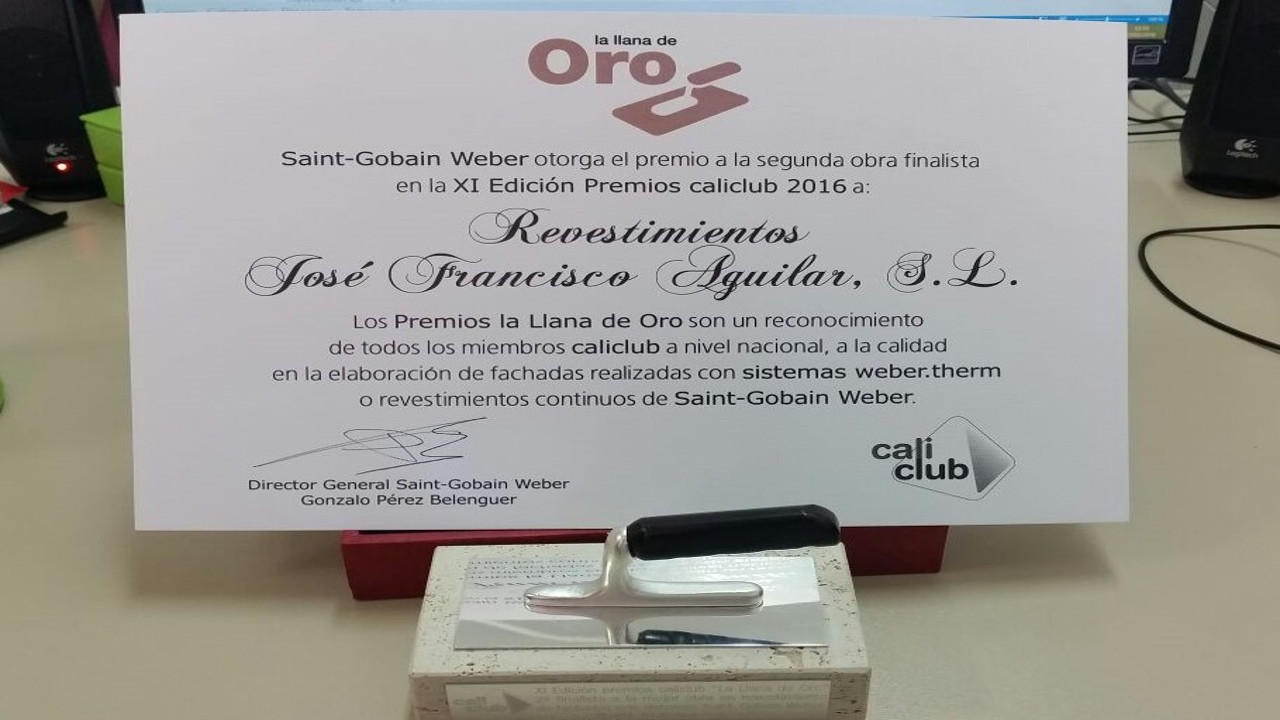 la llana de
Oro
Saint-Gobain Weber otorga el premio a la segunda obra finalista
en la XI Edición Premios caliclub 2016 a:
Revestimientos
José Francisco Aguilar, S.L.
Los Premios la Llana de Oro son un reconocimiento
de todos los miembros caliclub a nivel nacional, a la calidad
en la elaboración de fachadas realizadas con sistemas weber.therm
o revestimientos continuos de Saint-Gobain Weber.
Director General Saint-Gobain Weber
Gonzalo Pérez Belenguer
cali
club
Logitech
XI Edición premios caliclub "La Llana de Oro"
cali